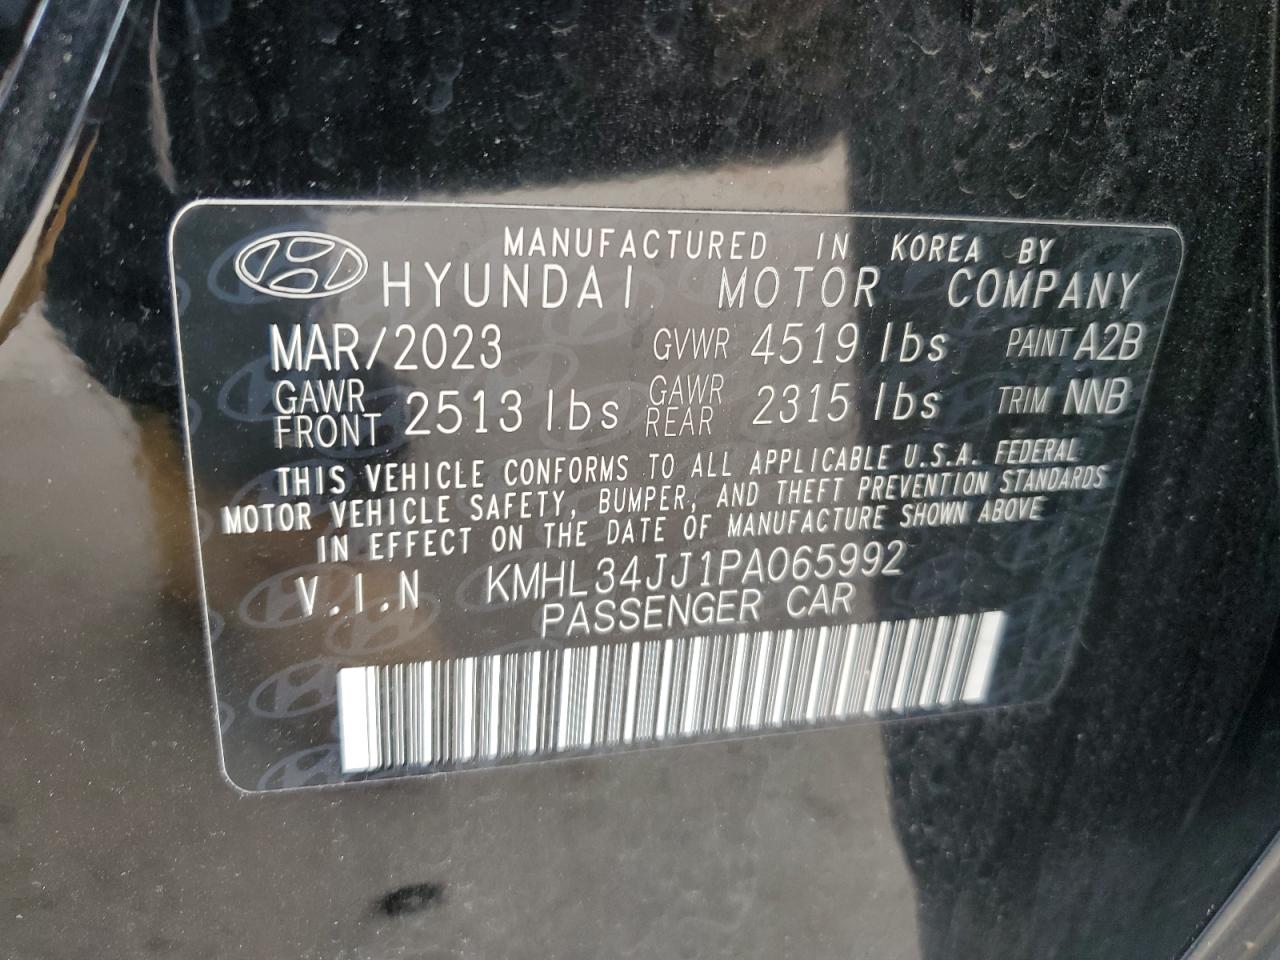 MANUFACTURED IN KOREA BY
HYUNDAI MOTOR COMPANY
MAR/2023 GVWR 4519 lbs PAINT A2B
GAWR FRONT 2513 lbs GAWR REAR 2315 lbs TRIM NNB
THIS VEHICLE CONFORMS TO ALL APPLICABLE U.S.A. FEDERAL
MOTOR VEHICLE SAFETY, BUMPER, AND THEFT PREVENTION STANDARDS
IN EFFECT ON THE DATE OF MANUFACTURE SHOWN ABOVE
V.I.N KMHL34JJ1PA065992
PASSENGER CAR